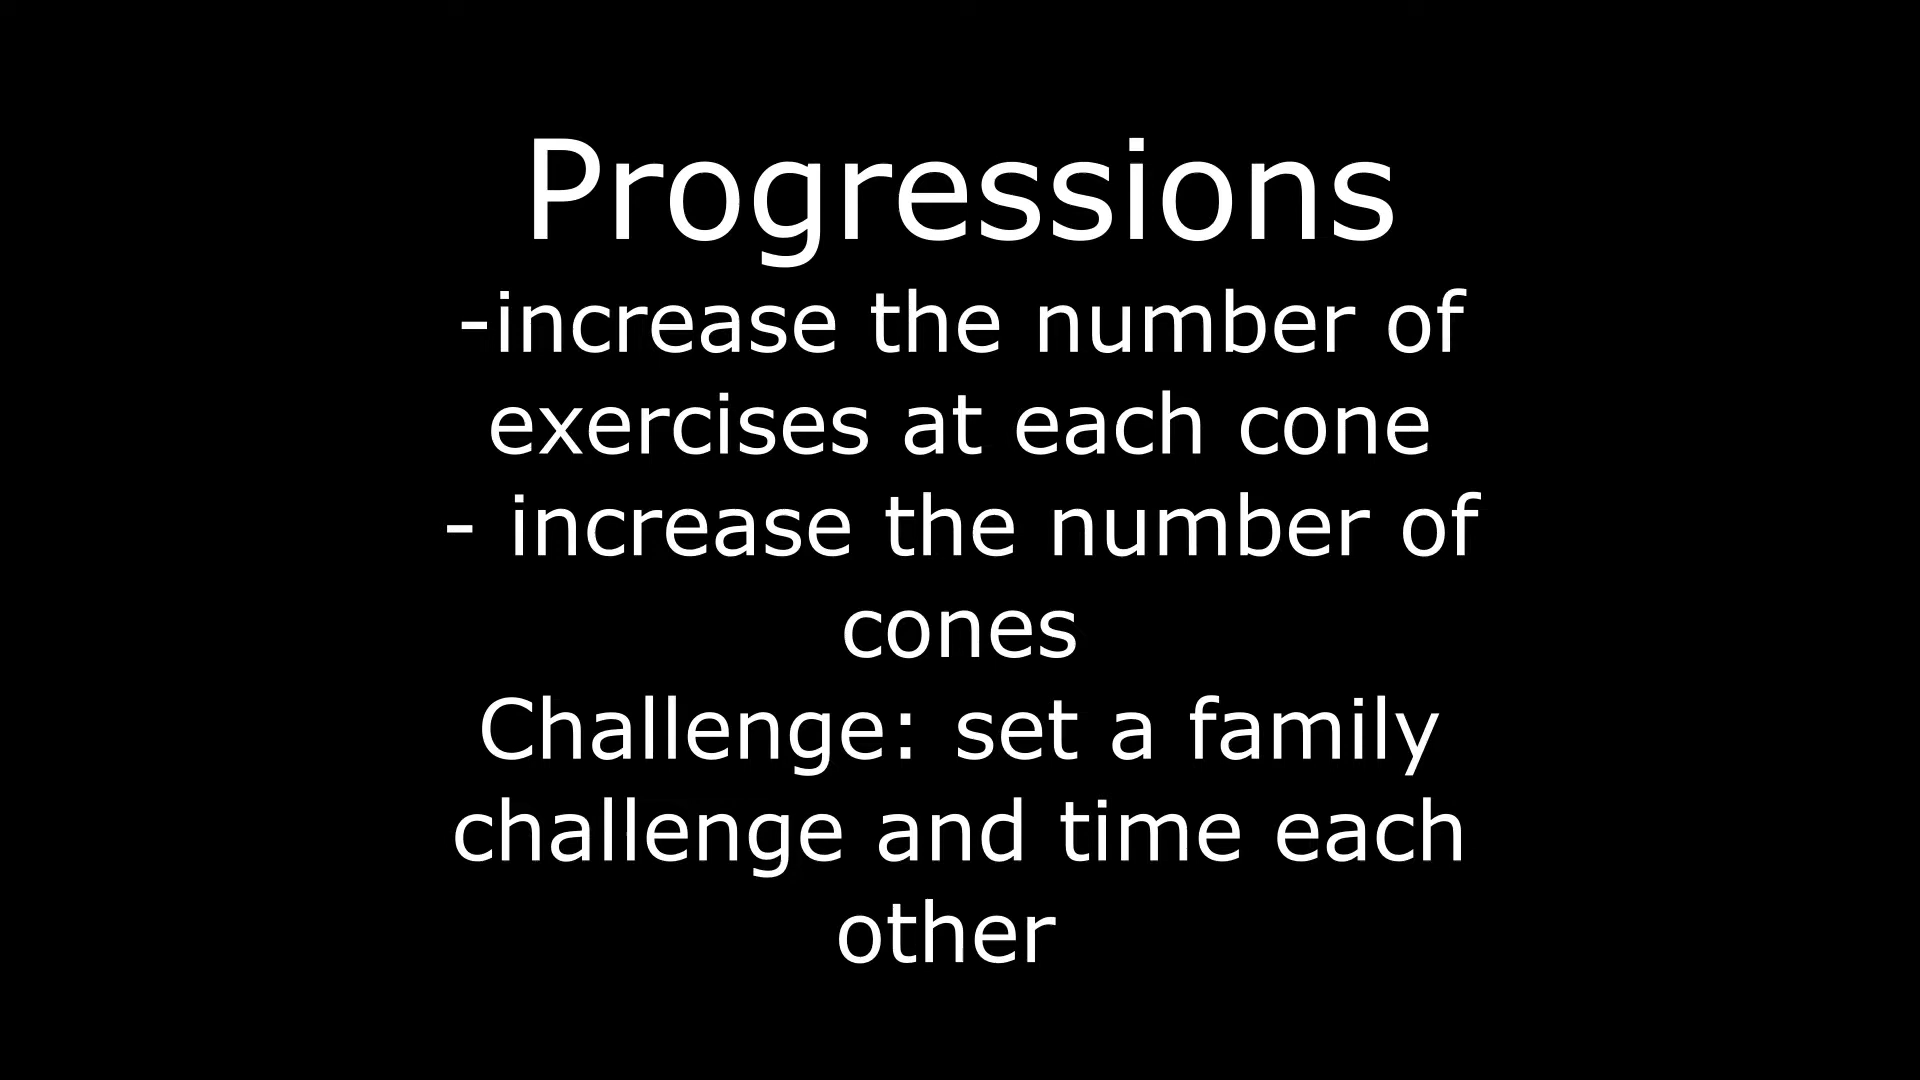 Progressions
-increase the number of
exercises at each cone
- increase the number of
cones
Challenge: set a family
challenge and time each
other